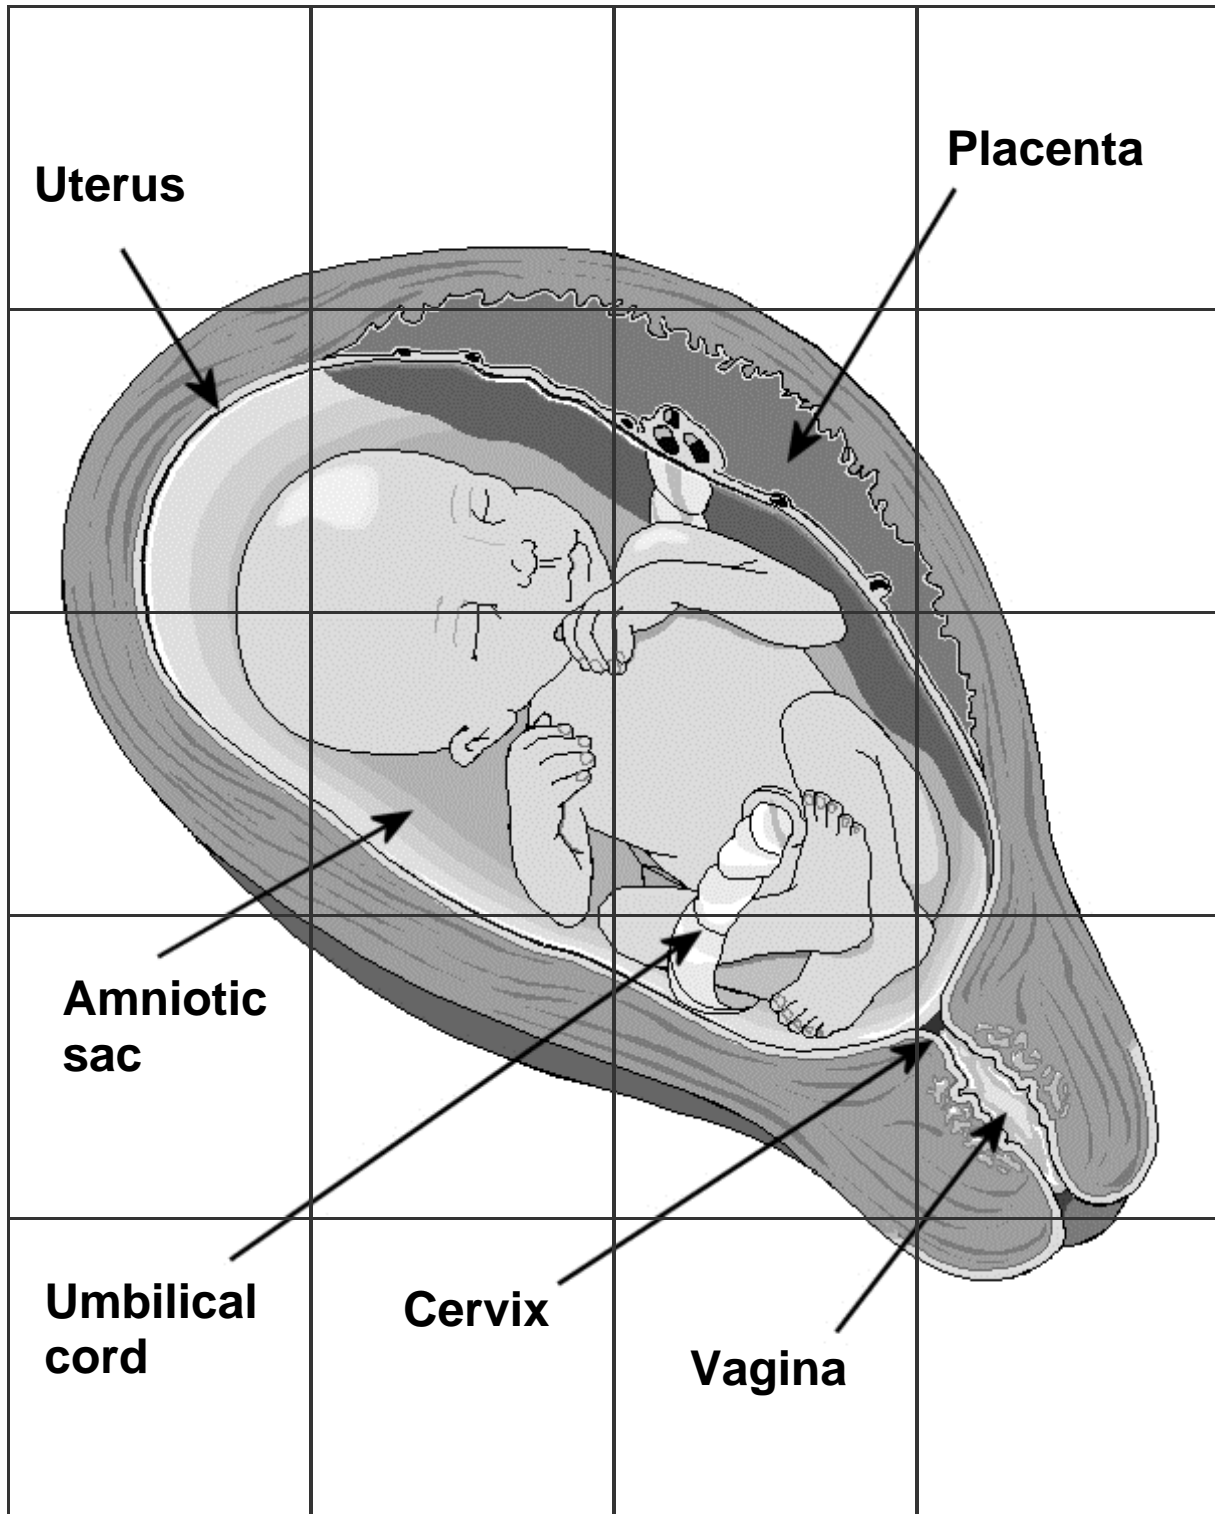 Placenta
Uterus
Amniotic
sac
Umbilical
cord
Cervix
Vagina